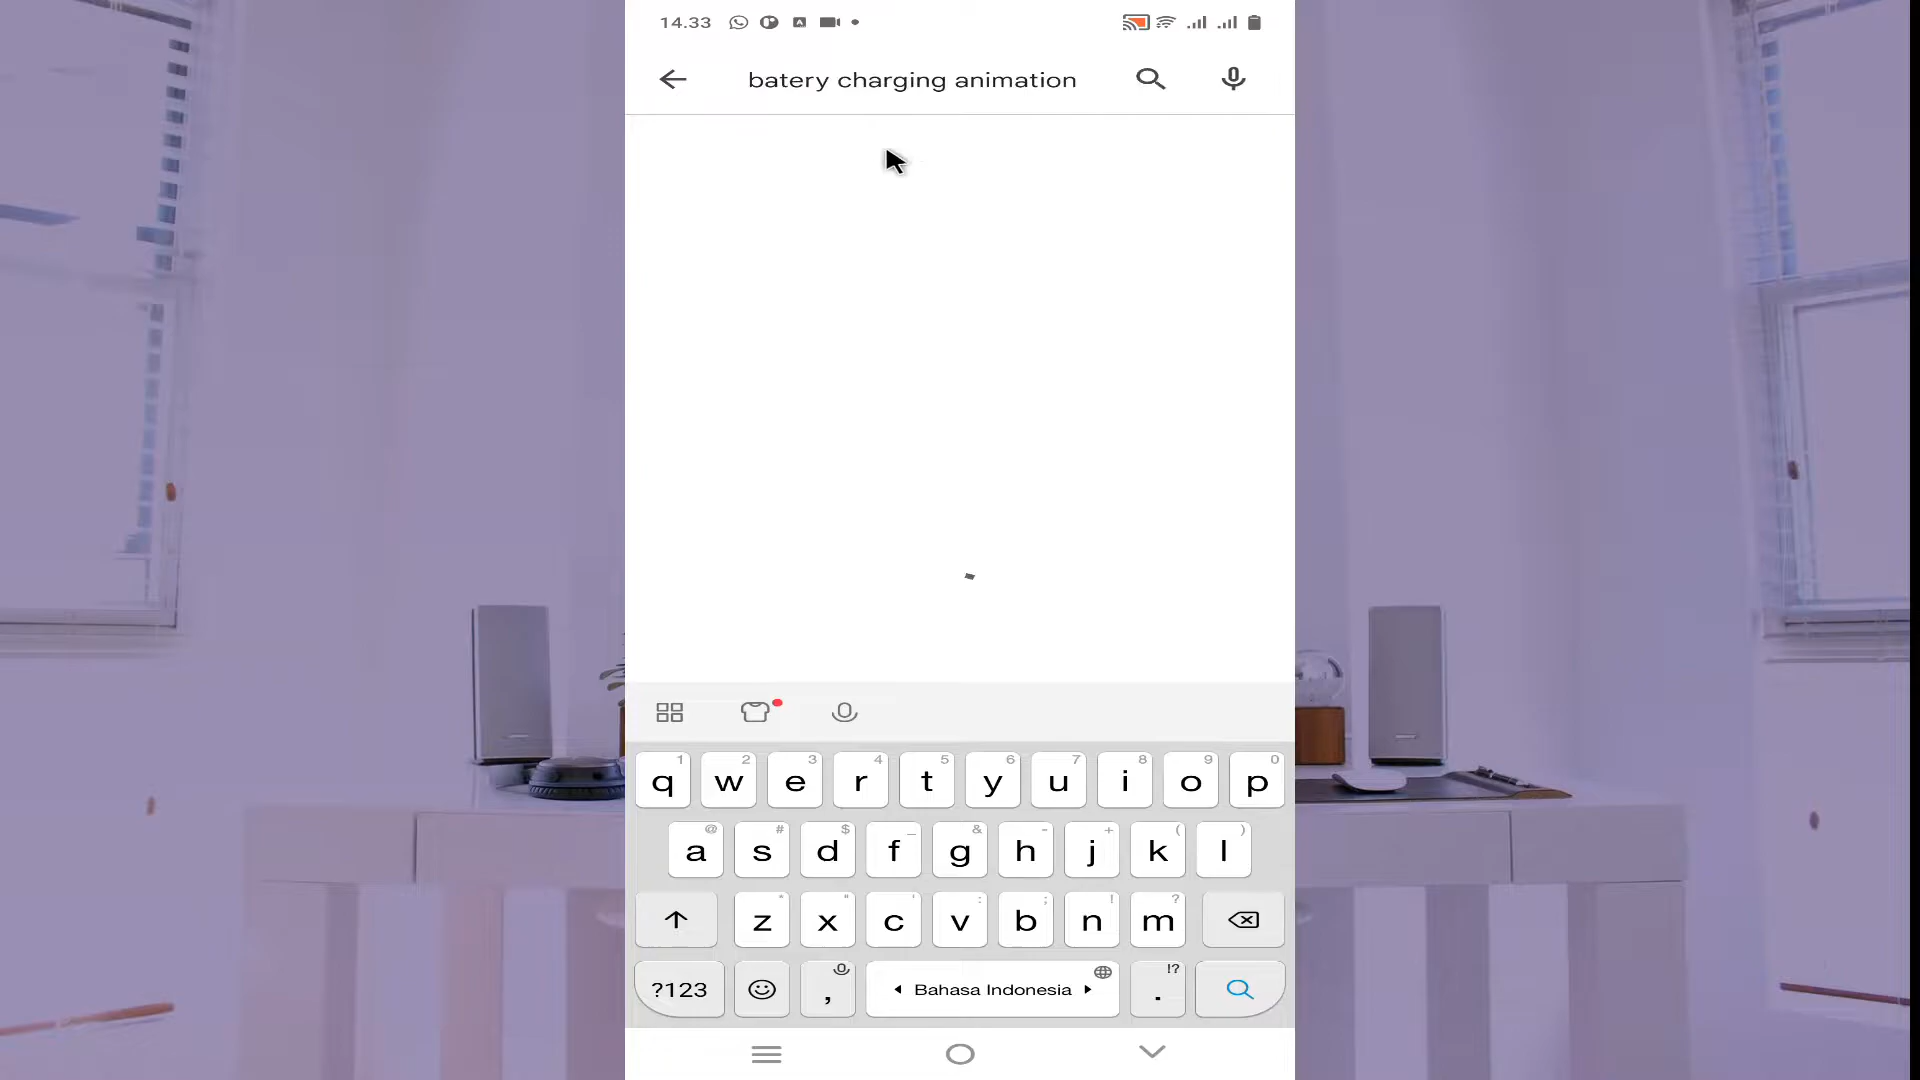 14.33
batery charging animation
1 2 3 4 5 6 7 8 9 0
q w e r t y u i o p
@ # $ _ & - + ( )
a s d f g h j k l
* " ' : ; ! ?
z x c v b n m
!?
?123 , Bahasa Indonesia .